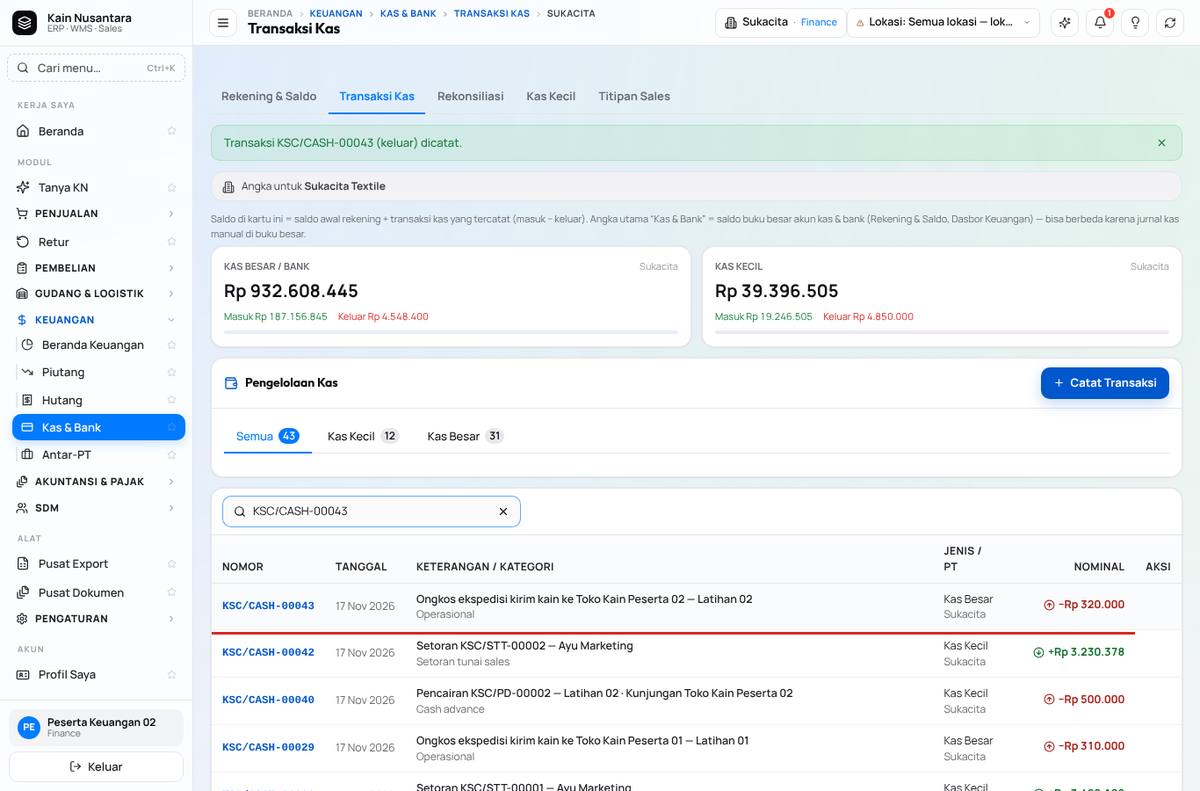 Kain Nusantara
ERP · WMS · Sales
Cari menu... Ctrl+K
KERJA SAYA
Beranda
MODUL
Tanya KN
PENJUALAN
Retur
PEMBELIAN
GUDANG & LOGISTIK
KEUANGAN
Beranda Keuangan
Piutang
Hutang
Kas & Bank
Antar-PT
AKUNTANSI & PAJAK
SDM
ALAT
Pusat Export
Pusat Dokumen
PENGATURAN
AKUN
Profil Saya
PE Peserta Keuangan 02
Finance
Keluar
BERANDA › KEUANGAN › KAS & BANK › TRANSAKSI KAS › SUKACITA
Transaksi Kas
Sukacita · Finance
Lokasi: Semua lokasi — lok...
1
Rekening & Saldo Transaksi Kas Rekonsiliasi Kas Kecil Titipan Sales
Transaksi KSC/CASH-00043 (keluar) dicatat.
Angka untuk Sukacita Textile
Saldo di kartu ini = saldo awal rekening + transaksi kas yang tercatat (masuk − keluar). Angka utama "Kas & Bank" = saldo buku besar akun kas & bank (Rekening & Saldo, Dasbor Keuangan) — bisa berbeda karena jurnal kas
manual di buku besar.
KAS BESAR / BANK Sukacita
Rp 932.608.445
Masuk Rp 187.156.845 Keluar Rp 4.548.400
KAS KECIL Sukacita
Rp 39.396.505
Masuk Rp 19.246.505 Keluar Rp 4.850.000
Pengelolaan Kas
+ Catat Transaksi
Semua 43 Kas Kecil 12 Kas Besar 31
KSC/CASH-00043
NOMOR TANGGAL KETERANGAN / KATEGORI JENIS / PT NOMINAL AKSI
KSC/CASH-00043 17 Nov 2026 Ongkos ekspedisi kirim kain ke Toko Kain Peserta 02 — Latihan 02 Kas Besar −Rp 320.000
Operasional Sukacita
KSC/CASH-00042 17 Nov 2026 Setoran KSC/STT-00002 — Ayu Marketing Kas Kecil +Rp 3.230.378
Setoran tunai sales Sukacita
KSC/CASH-00040 17 Nov 2026 Pencairan KSC/PD-00002 — Latihan 02 · Kunjungan Toko Kain Peserta 02 Kas Kecil −Rp 500.000
Cash advance Sukacita
KSC/CASH-00029 17 Nov 2026 Ongkos ekspedisi kirim kain ke Toko Kain Peserta 01 — Latihan 01 Kas Besar −Rp 310.000
Operasional Sukacita
Setoran KSC/STT-00001 — Ayu Marketing Kas Kecil